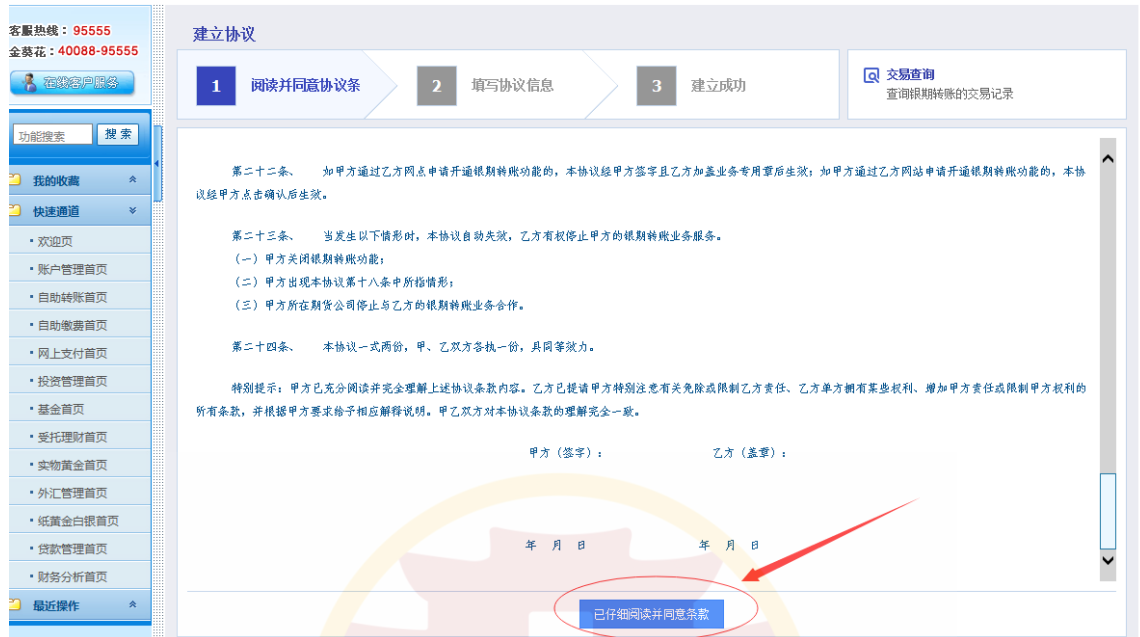 客服热线：95555
金葵花：40088-95555
在线客户服务
功能搜索
搜 索
我的收藏
快速通道
欢迎页
账户管理首页
自助转账首页
自助缴费首页
网上支付首页
投资管理首页
基金首页
受托理财首页
实物黄金首页
外汇管理首页
纸黄金白银首页
贷款管理首页
财务分析首页
最近操作
建立协议
1 阅读并同意协议条
2 填写协议信息
3 建立成功
交易查询
查询银期转账的交易记录
第二十二条、 如甲方通过乙方网点申请开通银期转账功能的，本协议经甲方签字且乙方加盖业务专用章后生效；如甲方通过乙方网站申请开通银期转账功能的，本协
议经甲方点击确认后生效。
第二十三条、 当发生以下情形时，本协议自动失效，乙方有权停止甲方的银期转账业务服务。
（一）甲方关闭银期转账功能；
（二）甲方出现本协议第十八条中所指情形；
（三）甲方所在期货公司停止与乙方的银期转账业务合作。
第二十四条、 本协议一式两份，甲、乙双方各执一份，具同等效力。
特别提示：甲方已充分阅读并完全理解上述协议条款内容。乙方已提请甲方特别注意有关免除或限制乙方责任、乙方单方拥有某些权利、增加甲方责任或限制甲方权利的
所有条款，并根据甲方要求给予相应解释说明。甲乙双方对本协议条款的理解完全一致。
甲方（签字）： 乙方（盖章）：
年 月 日 年 月 日
已仔细阅读并同意条款